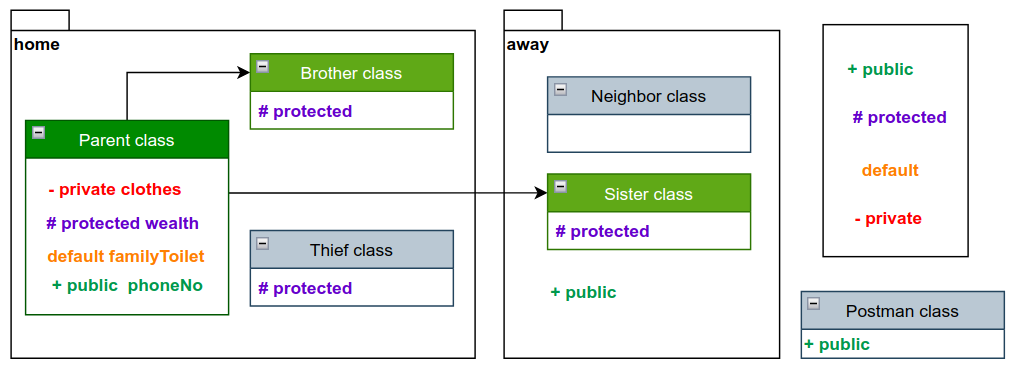 home
Brother class
# protected
Parent class
- private clothes
# protected wealth
default familyToilet
+ public  phoneNo
Thief class
# protected
away
Neighbor class
Sister class
# protected
+ public
+ public
# protected
default
- private
Postman class
+ public